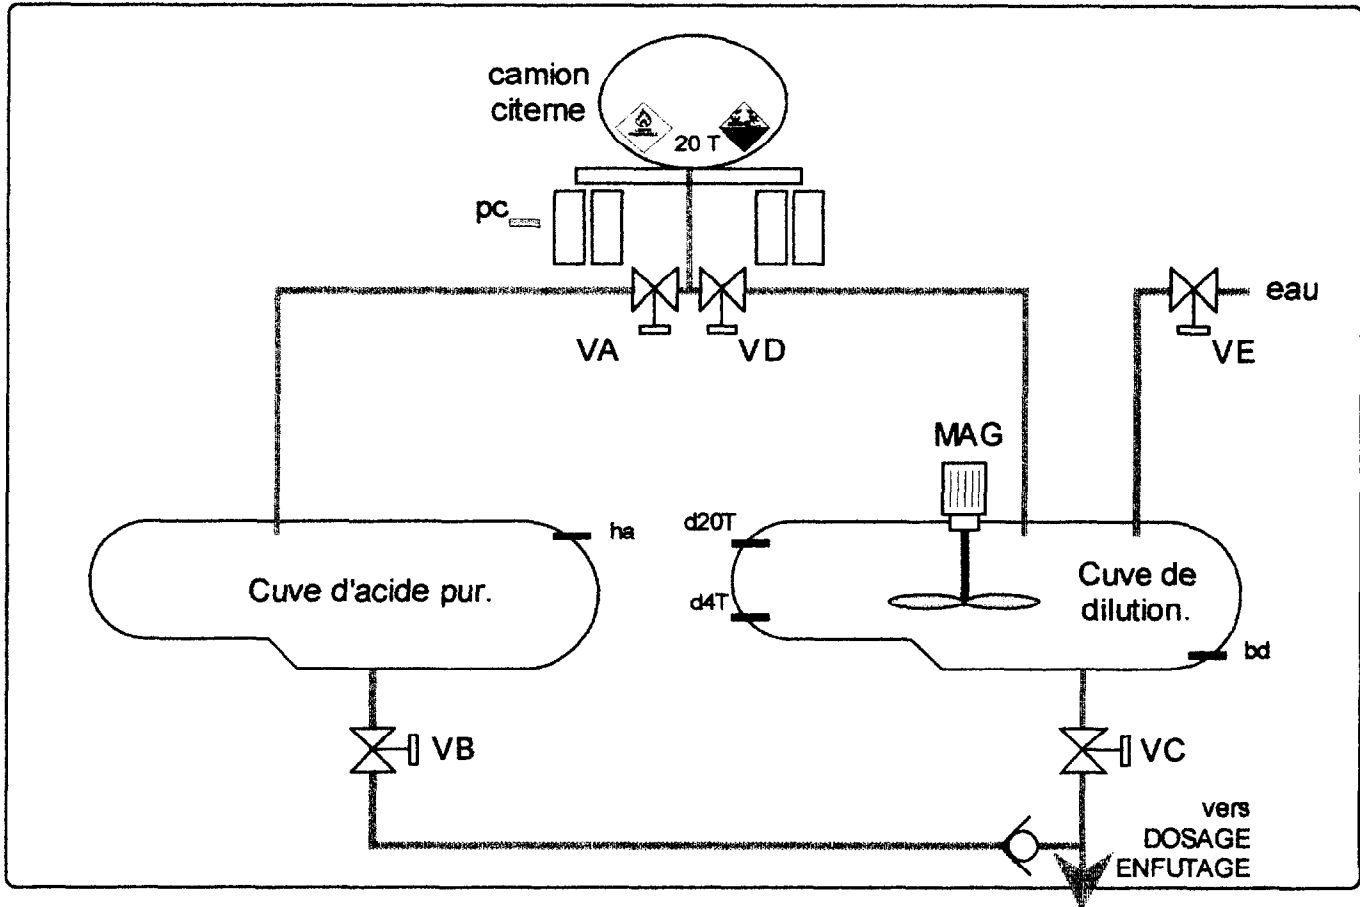 camion
citerne
20 T
pc
VA
VD
eau
VE
MAG
ha
d20T
d4T
Cuve d'acide pur.
Cuve de
dilution.
bd
VB
VC
vers
DOSAGE
ENFUTAGE